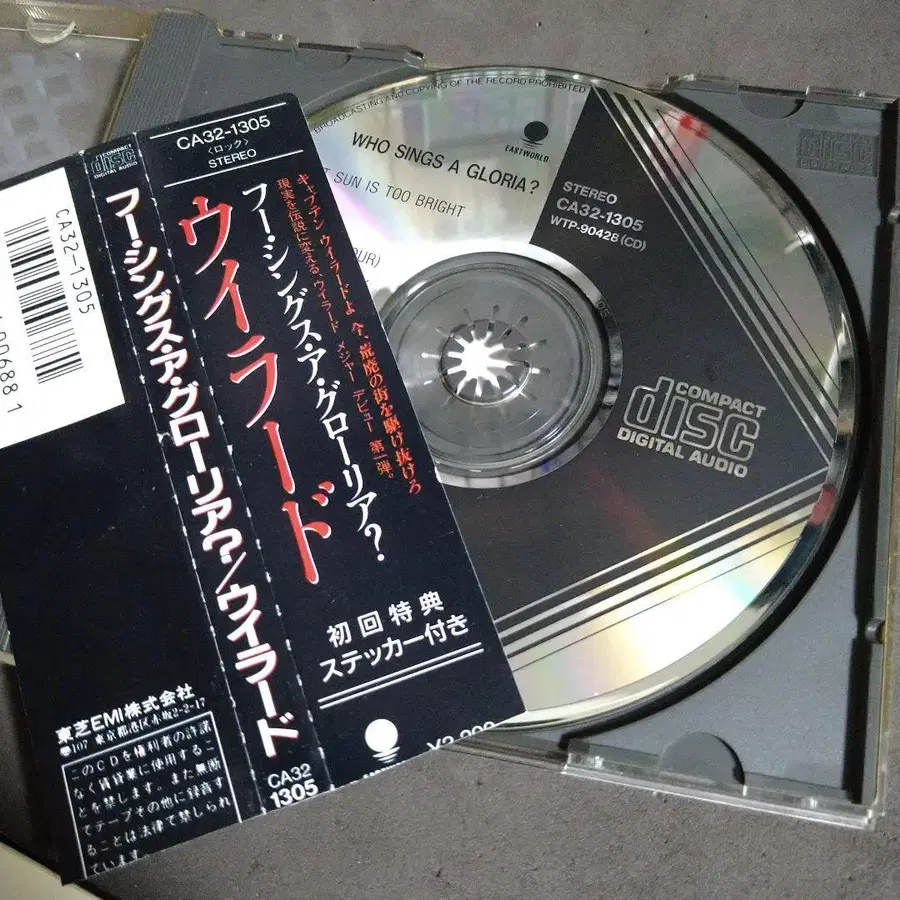 CA32-1305
00688 1
COMPACT
disc
DIGITAL AUDIO
フー・シングス・ア・グローリア?/ウィラード
CA32
1305
東芝EMI株式会社
〒107 東京都港区赤坂2-2-17
このCDを権利者の許諾
なく賃貸業に使用するこ
とを禁じます。また無断
でテープその他に録音す
ることは法律で禁じられ
ています。
CA32-1305
〈ロック〉
STEREO
キャプテン ウィラードよ 今、荒廃の街を駆け抜けろ
現実を伝説に変える、ウィラード メジャー デビュー 第一弾。
フー・シングス・ア・グローリア?
ウィラード
初回特典
ステッカー付き
BROADCASTING AND COPYING OF THE RECORD PROHIBITED
EASTWORLD
WHO SINGS A GLORIA?
SUN IS TOO BRIGHT
STEREO
CA32-1305
WTP-90428 (CD)
COMPACT
disc
DIGITAL AUDIO